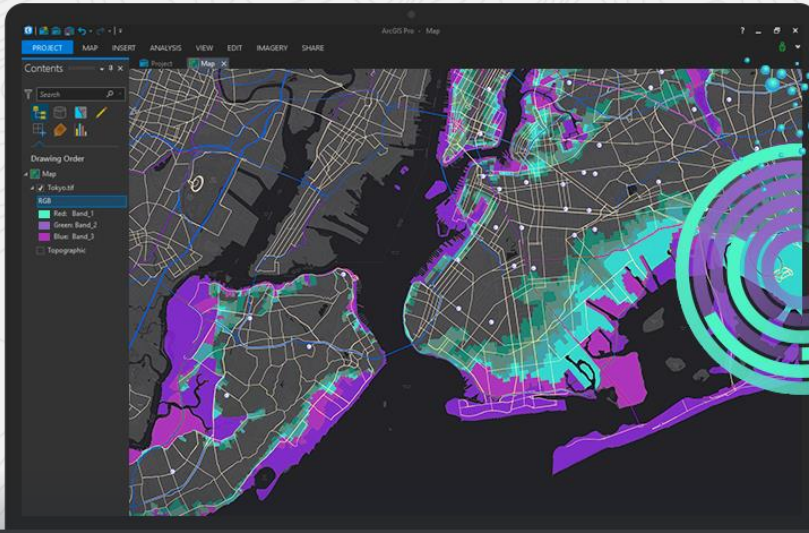 ArcGIS Pro - Map
PROJECT MAP INSERT ANALYSIS VIEW EDIT IMAGERY SHARE
Contents
Project
Map
Search
Drawing Order
Map
Tokyo.tif
RGB
Red: Band_1
Green: Band_2
Blue: Band_3
Topographic